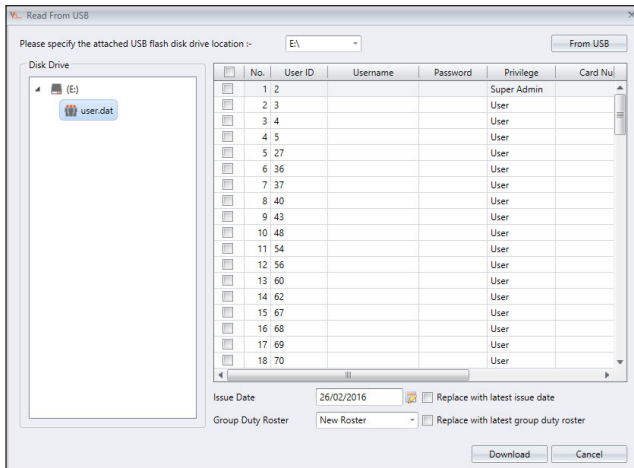 Read From USB
Please specify the attached USB flash disk drive location :- E:\ From USB
Disk Drive
(E:)
user.dat
No. User ID Username Password Privilege Card Nu
1 2 Super Admin
2 3 User
3 4 User
4 5 User
5 27 User
6 36 User
7 37 User
8 40 User
9 43 User
10 48 User
11 54 User
12 56 User
13 60 User
14 62 User
15 67 User
16 68 User
17 69 User
18 70 User
Issue Date 26/02/2016 Replace with latest issue date
Group Duty Roster New Roster Replace with latest group duty roster
Download Cancel